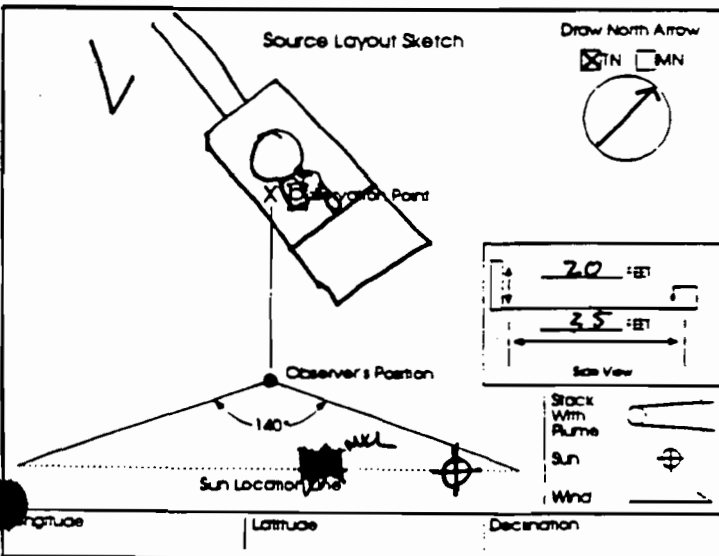 Source Layout Sketch
Draw North Arrow
TN MN
X Observation Point
20 FEET
25 FEET
Side View
Observer's Position
140°
Sun Location Line
Stack
With
Plume
Sun
Wind
Latitude
Declination